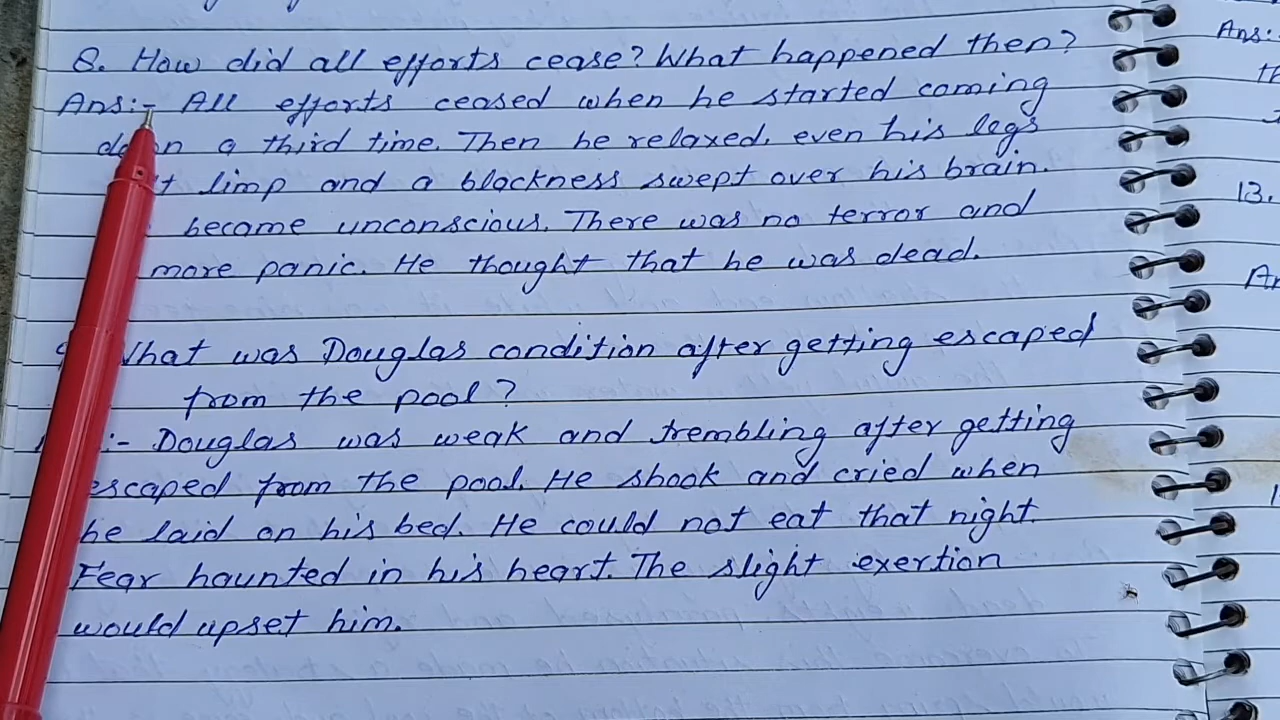 8. How did all efforts cease? What happened then?
Ans:- All efforts ceased when he started coming
a third time. Then he relaxed, even his legs
limp and a blackness swept over his brain.
became unconscious. There was no terror and
more panic. He thought that he was dead.
What was Douglas condition after getting escaped
from the pool?
:- Douglas was weak and trembling after getting
escaped from the pool. He shook and cried when
he laid on his bed. He could not eat that night.
Fear haunted in his heart. The slight exertion
would upset him.
Ans:
13.